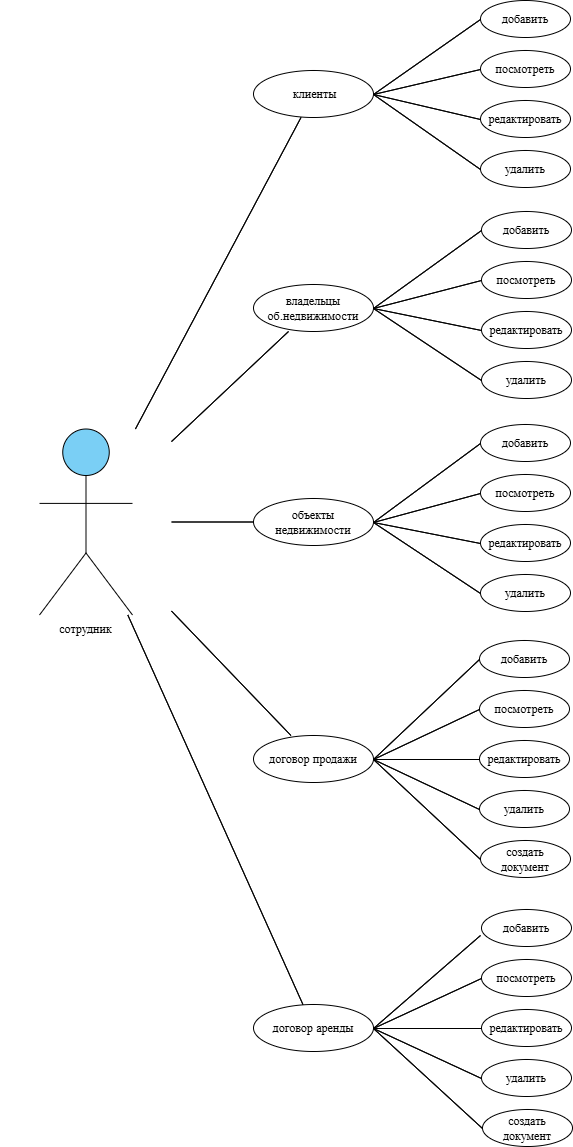 добавить
посмотреть
клиенты
редактировать
удалить
добавить
посмотреть
владельцы
об.недвижимости
редактировать
удалить
добавить
посмотреть
объекты
недвижимости
редактировать
удалить
сотрудник
добавить
посмотреть
договор продажи
редактировать
удалить
создать
документ
добавить
посмотреть
договор аренды
редактировать
удалить
создать
документ